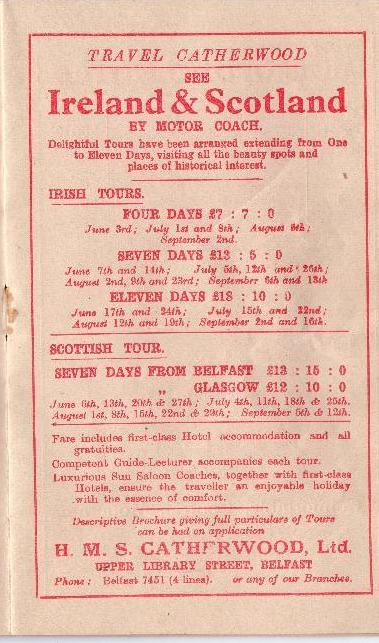 TRAVEL CATHERWOOD
SEE
Ireland & Scotland
BY MOTOR COACH.
Delightful Tours have been arranged extending from One
to Eleven Days, visiting all the beauty spots and
places of historical interest.
IRISH TOURS.
FOUR DAYS £7 : 7 : 0
June 3rd; July 1st and 8th; August 6th;
September 2nd.
SEVEN DAYS £13 : 5 : 0
June 7th and 14th; July 5th, 12th and 26th;
August 2nd, 9th and 23rd; September 6th and 13th
ELEVEN DAYS £18 : 10 : 0
June 17th and 24th; July 15th and 22nd;
August 12th and 19th; September 2nd and 16th.
SCOTTISH TOUR.
SEVEN DAYS FROM BELFAST £13 : 15 : 0
„ GLASGOW £12 : 10 : 0
June 6th, 13th, 20th & 27th; July 4th, 11th, 18th & 25th.
August 1st, 8th, 15th, 22nd & 29th; September 5th & 12th.
Fare includes first-class Hotel accommodation and all
gratuities.
Competent Guide-Lecturer accompanies each tour.
Luxurious Sun Saloon Coaches, together with first-class
Hotels, ensure the traveller an enjoyable holiday
with the essence of comfort.
Descriptive Brochure giving full particulars of Tours
can be had on application
H. M. S. CATHERWOOD, Ltd.
UPPER LIBRARY STREET, BELFAST
Phone: Belfast 7451 (4 lines). or any of our Branches.